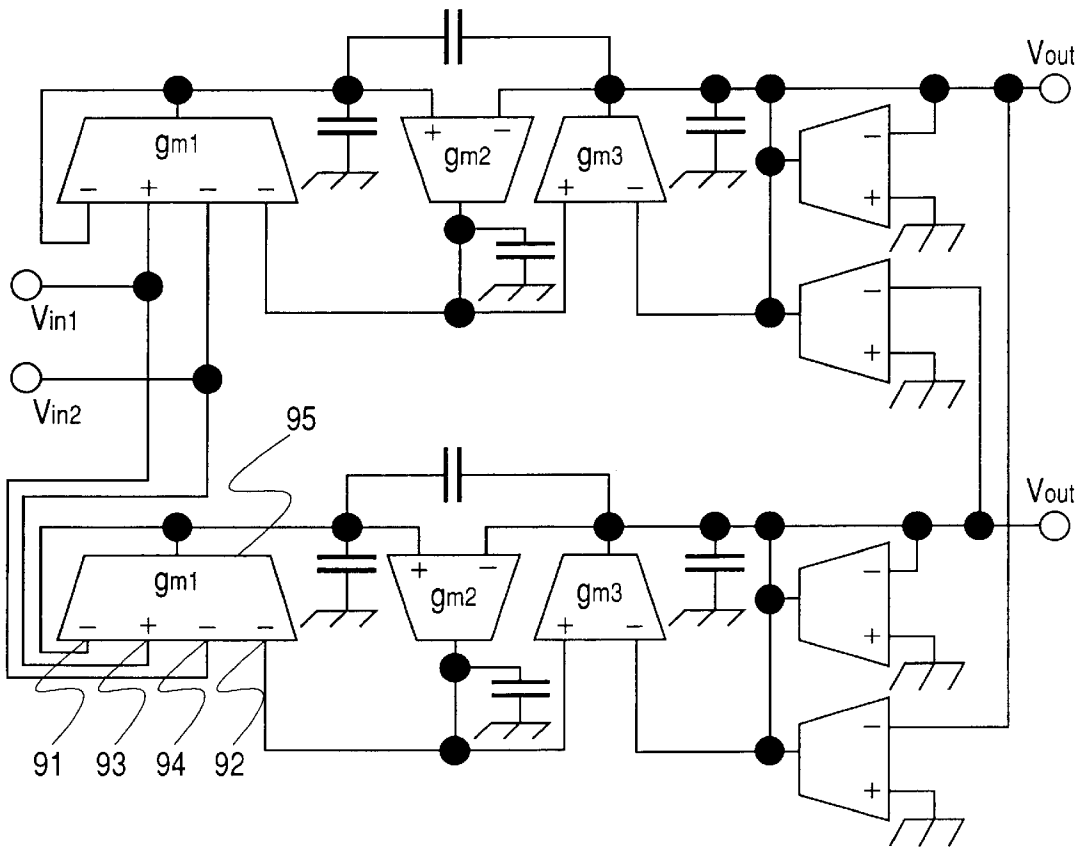 Vout
gm1
+ −
gm2
−
+
gm3
+ −
− + − −
Vin1
−
+
Vin2
95
Vout
gm1
+ −
gm2
−
+
gm3
+ −
− + − −
−
+
91 93 94 92